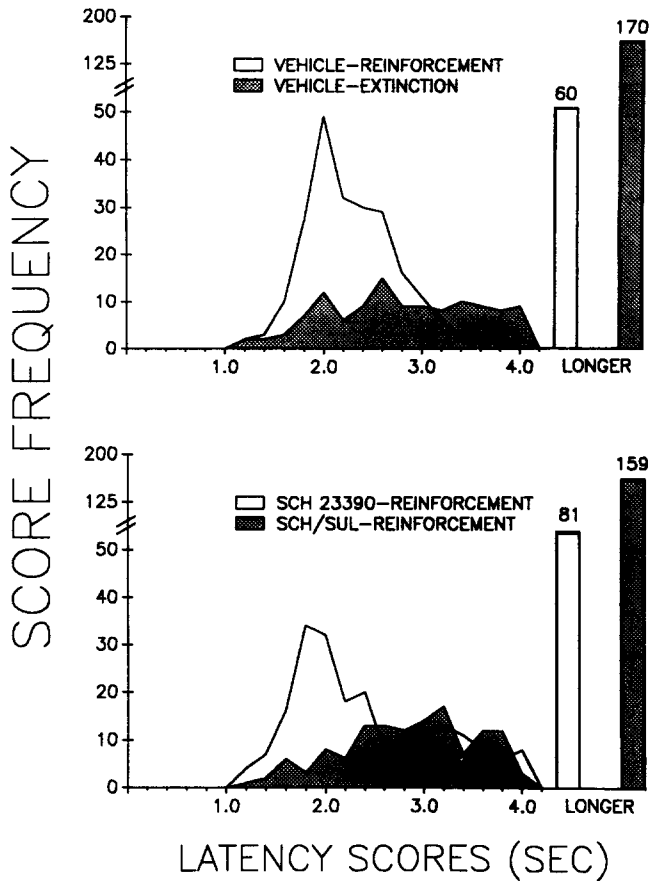 SCORE FREQUENCY
200
125
50
40
30
20
10
0
VEHICLE-REINFORCEMENT
VEHICLE-EXTINCTION
60
170
1.0 2.0 3.0 4.0 LONGER
200
125
50
40
30
20
10
0
SCH 23390-REINFORCEMENT
SCH/SUL-REINFORCEMENT
81
159
1.0 2.0 3.0 4.0 LONGER
LATENCY SCORES (SEC)